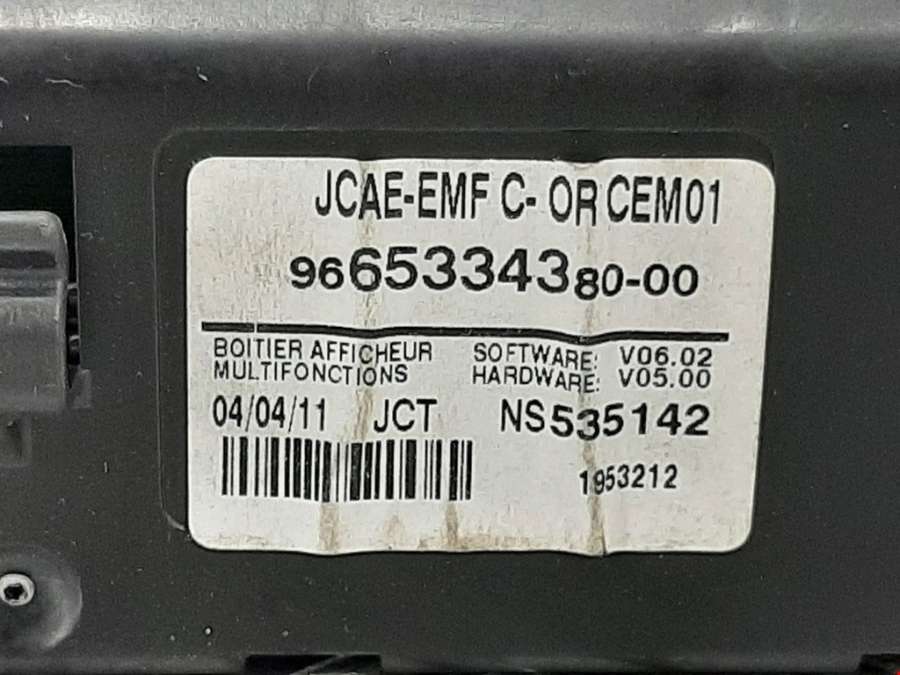 JCAE-EMF C- OR CEM01
9665334380-00
BOITIER AFFICHEUR
MULTIFONCTIONS
SOFTWARE: V06.02
HARDWARE: V05.00
04/04/11 JCT NS535142
1953212